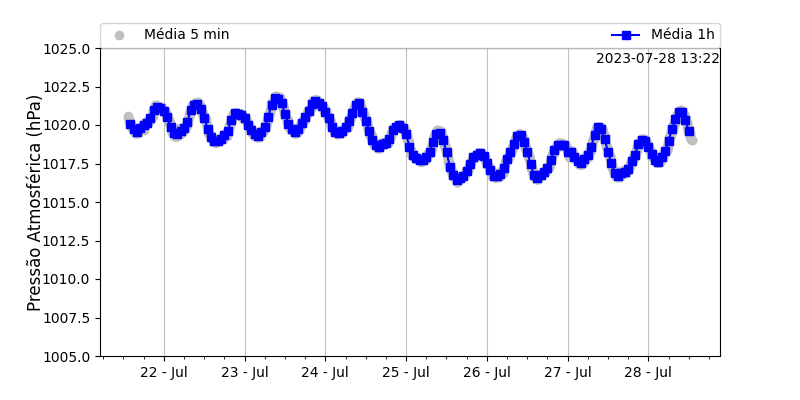 Média 5 min
Média 1h
2023-07-28 13:22
Pressão Atmosférica (hPa)
1025.0
1022.5
1020.0
1017.5
1015.0
1012.5
1010.0
1007.5
1005.0
22 - Jul
23 - Jul
24 - Jul
25 - Jul
26 - Jul
27 - Jul
28 - Jul